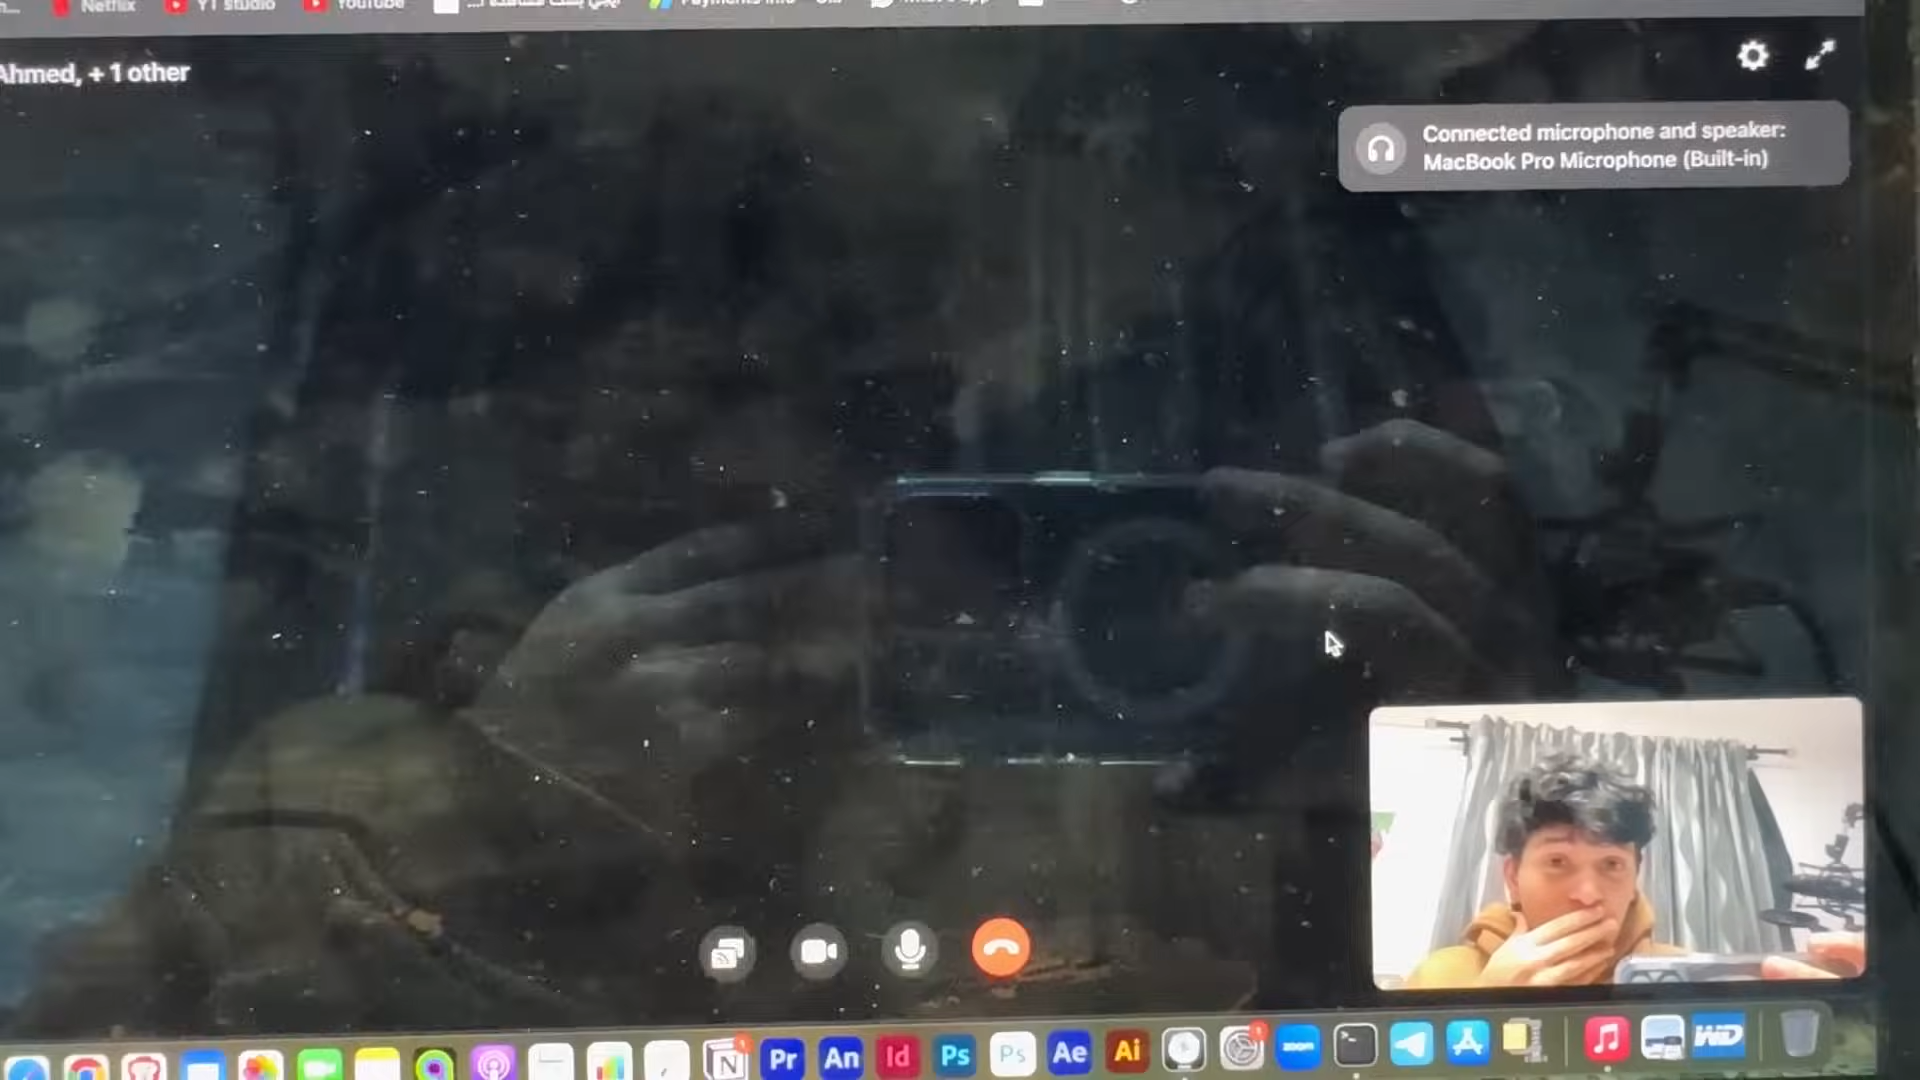 Netflix
YT studio
YouTube
Ahmed, + 1 other
Connected microphone and speaker:
MacBook Pro Microphone (Built-in)
N
Pr
An
Id
Ps
Ps
Ae
Ai
zoom
WD